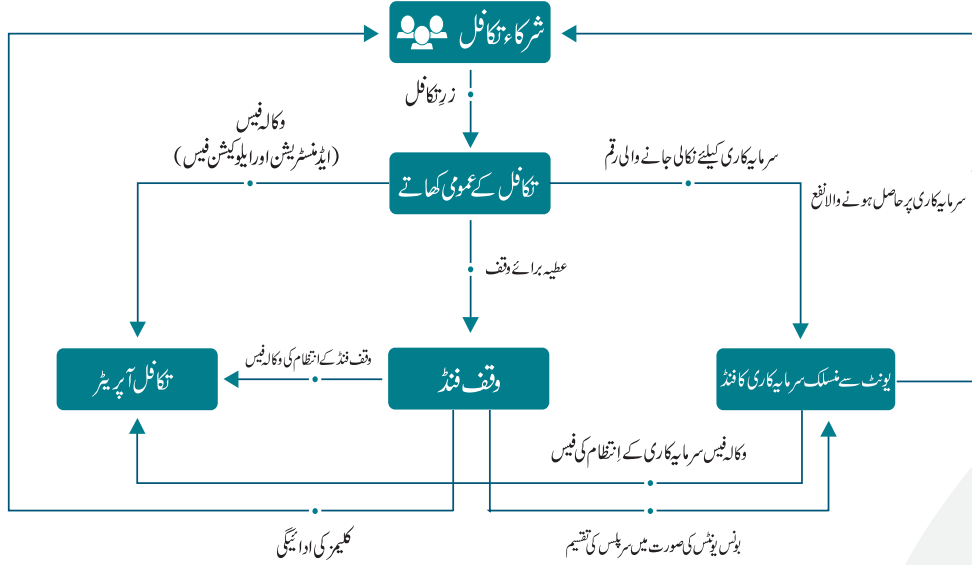 شرکاء تکافل
زرِ تکافل
وکالہ فیس
(ایڈمنسٹریشن اور ایلوکیشن فیس)
سرمایہ کاری کیلئے نکالی جانے والی رقم
تکافل کے عمومی کھاتے
سرمایہ کاری پر حاصل ہونے والا نفع
عطیہ برائے وقف
وقف فنڈ کے انتظام کی وکالہ فیس
یونٹ سے منسلک سرمایہ کاری کا فنڈ
وقف فنڈ
تکافل آپریٹر
وکالہ فیس سرمایہ کاری کے اِنتظام کی فیس
بونس یونٹس کی صورت میں سرپلس کی تقسیم
کلیمز کی ادائیگی